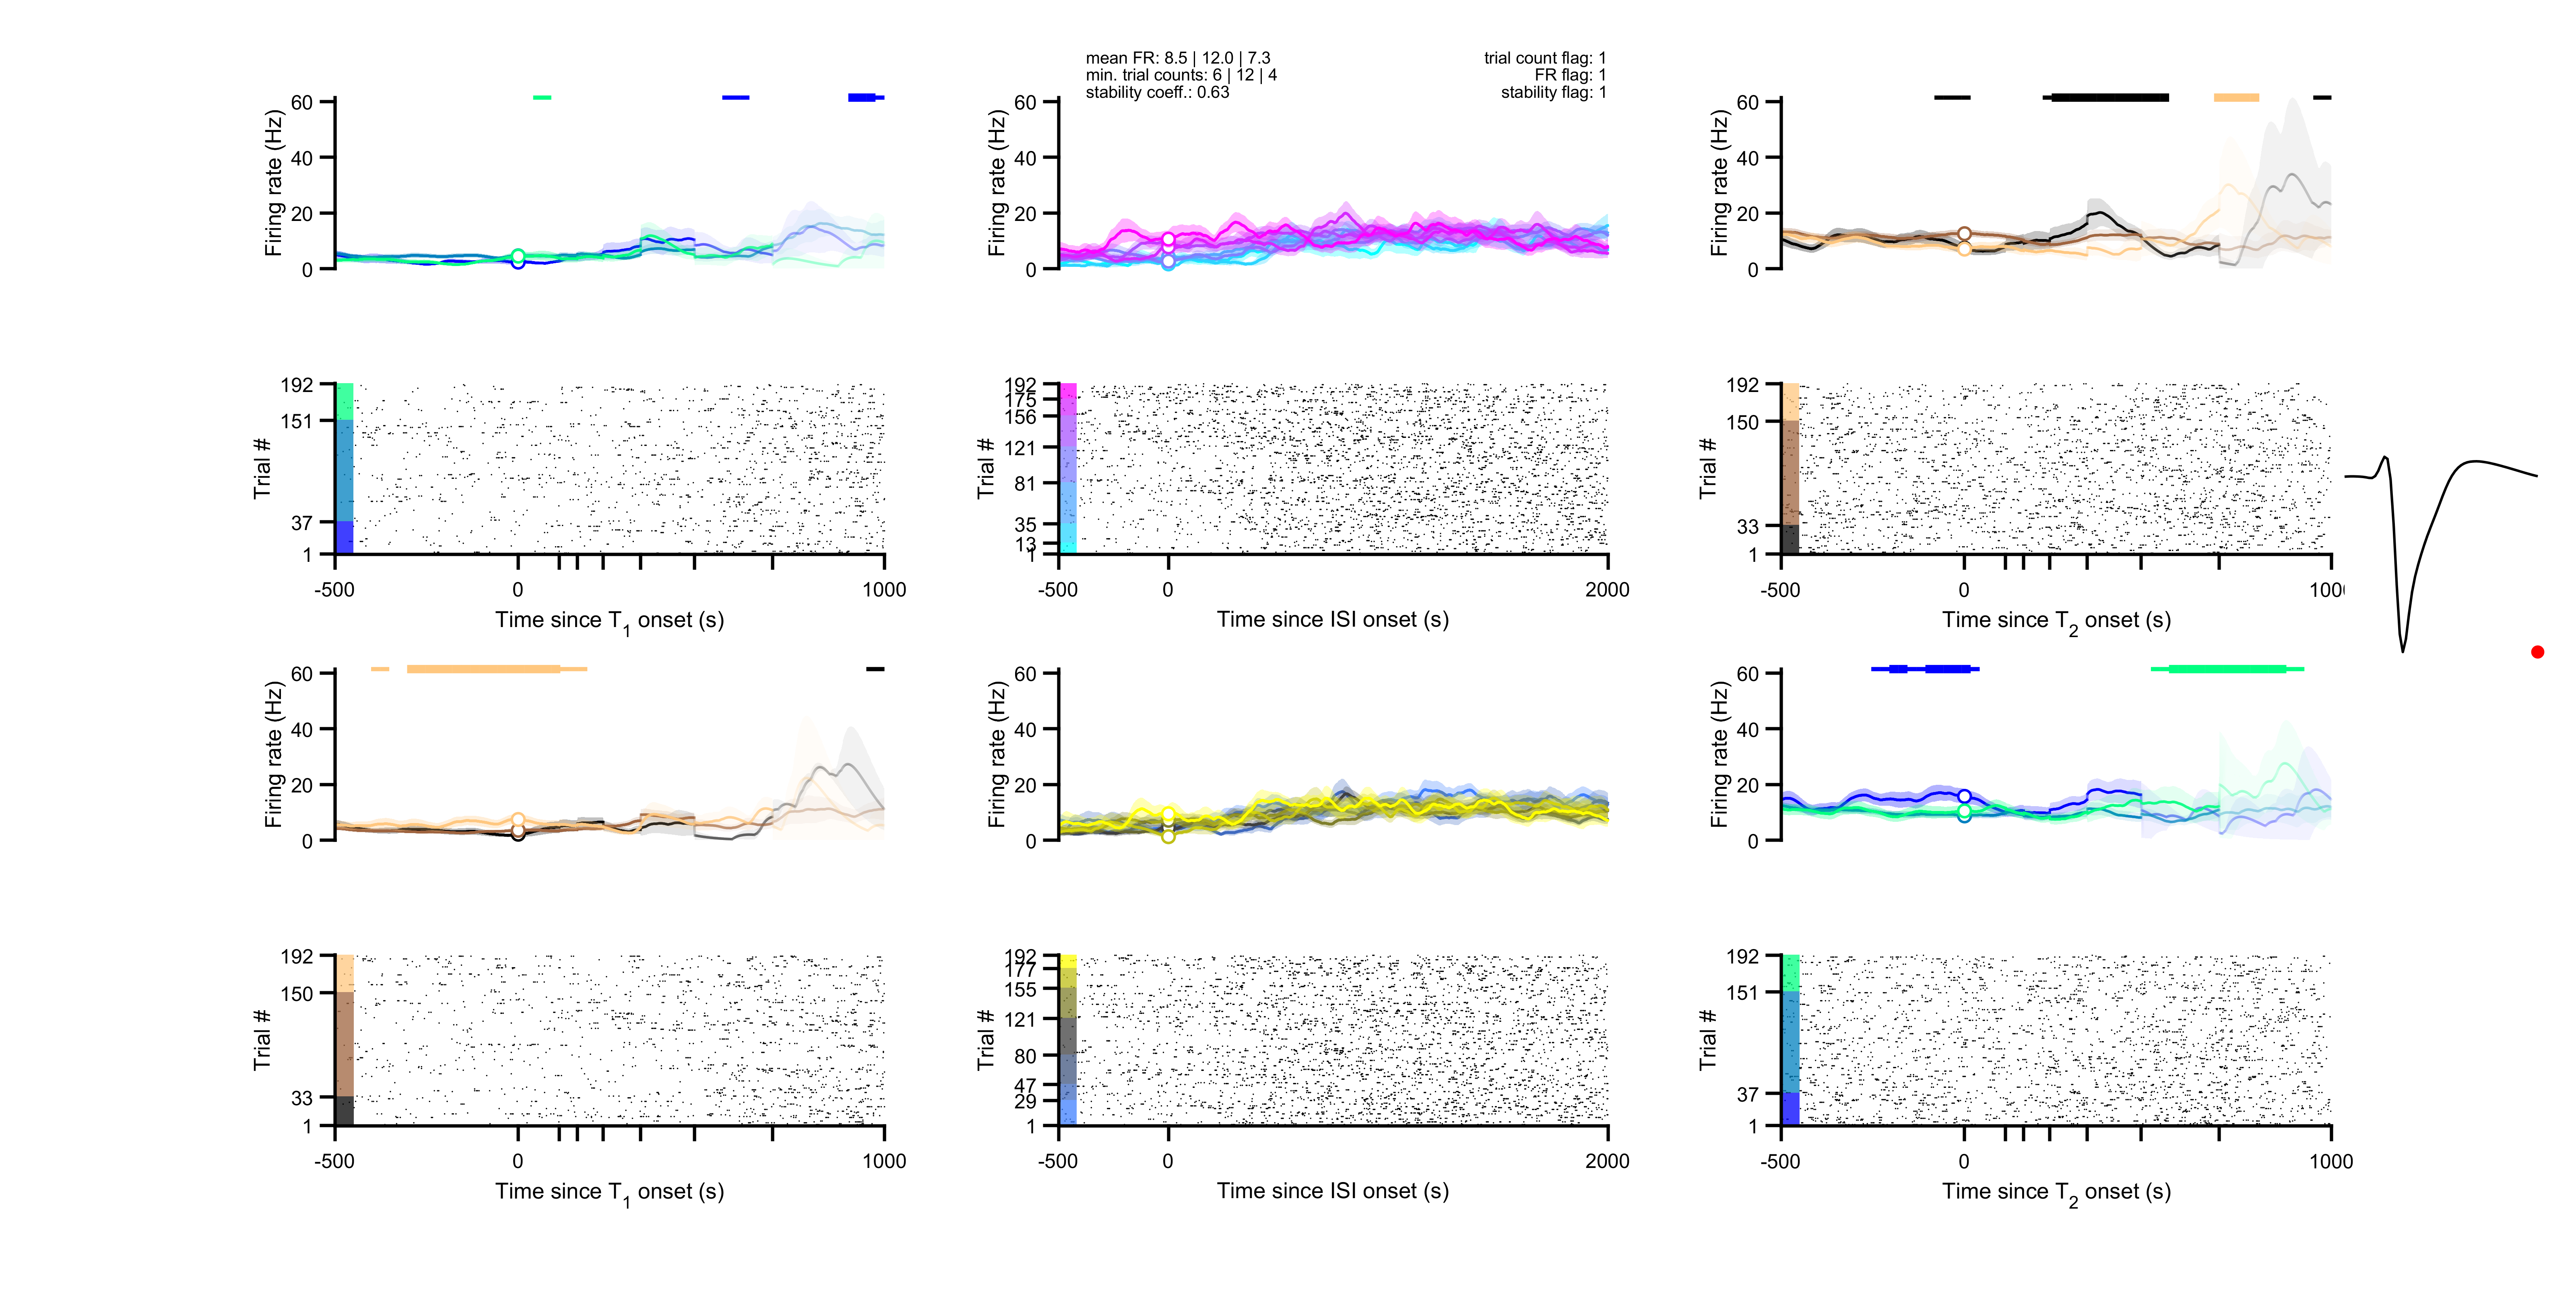 mean FR: 8.5 | 12.0 | 7.3
min. trial counts: 6 | 12 | 4
stability coeff.: 0.63
trial count flag: 1
FR flag: 1
stability flag: 1
60
40
20
0
Firing rate (Hz)
60
40
20
0
Firing rate (Hz)
60
40
20
0
Firing rate (Hz)
192
151
37
1
Trial #
-500 0 1000
Time since T1 onset (s)
192
175
156
121
81
35
13
1
Trial #
-500 0 2000
Time since ISI onset (s)
192
150
33
1
Trial #
-500 0
Time since T2 onset (s)
60
40
20
0
Firing rate (Hz)
60
40
20
0
Firing rate (Hz)
60
40
20
0
Firing rate (Hz)
192
150
33
1
Trial #
-500 0 1000
Time since T1 onset (s)
192
177
155
121
80
47
29
1
Trial #
-500 0 2000
Time since ISI onset (s)
192
151
37
1
Trial #
-500 0 1000
Time since T2 onset (s)